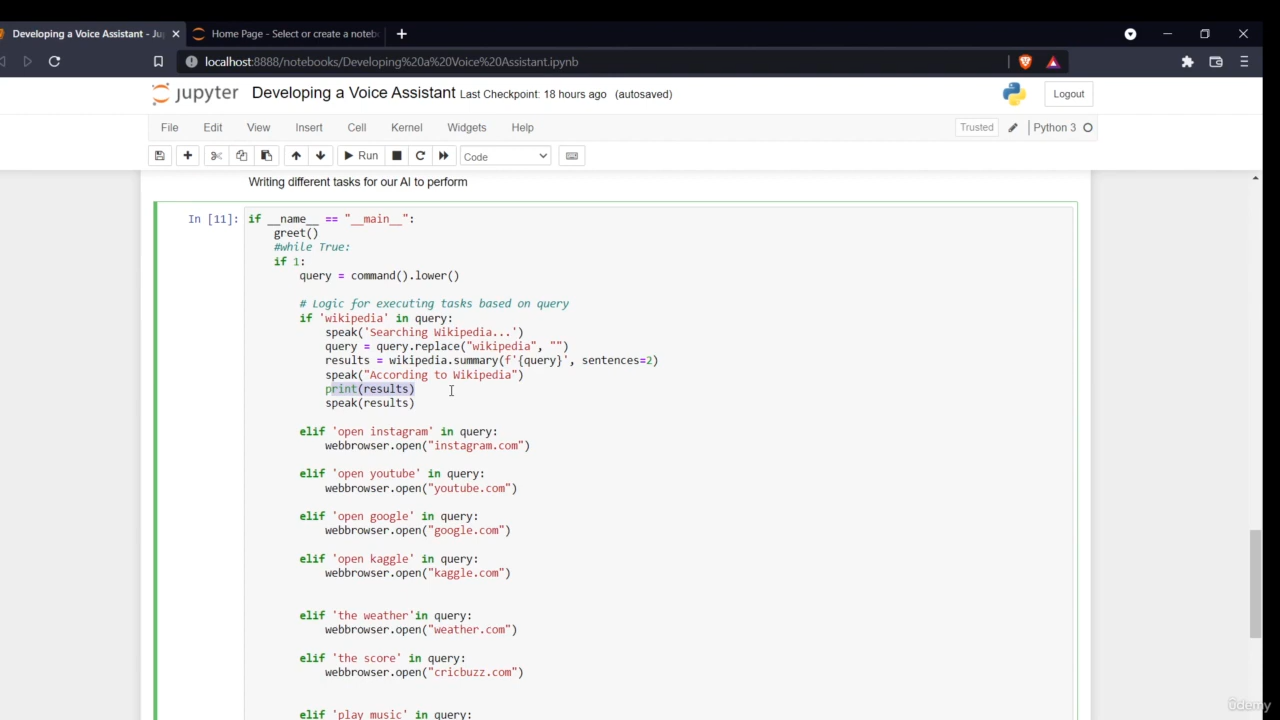 Developing a Voice Assistant - Ju
Home Page - Select or create a noteb
localhost:8888/notebooks/Developing%20a%20Voice%20Assistant.ipynb
jupyter Developing a Voice Assistant Last Checkpoint: 18 hours ago (autosaved)
Logout
File Edit View Insert Cell Kernel Widgets Help
Trusted
Python 3
Run
Code
Writing different tasks for our AI to perform
In [11]:
if __name__ == "__main__":
greet()
#while True:
if 1:
query = command().lower()
# Logic for executing tasks based on query
if 'wikipedia' in query:
speak('Searching Wikipedia...')
query = query.replace("wikipedia", "")
results = wikipedia.summary(f'{query}', sentences=2)
speak("According to Wikipedia")
print(results)
speak(results)
elif 'open instagram' in query:
webbrowser.open("instagram.com")
elif 'open youtube' in query:
webbrowser.open("youtube.com")
elif 'open google' in query:
webbrowser.open("google.com")
elif 'open kaggle' in query:
webbrowser.open("kaggle.com")
elif 'the weather'in query:
webbrowser.open("weather.com")
elif 'the score' in query:
webbrowser.open("cricbuzz.com")
elif 'play music' in query:
ûdemy